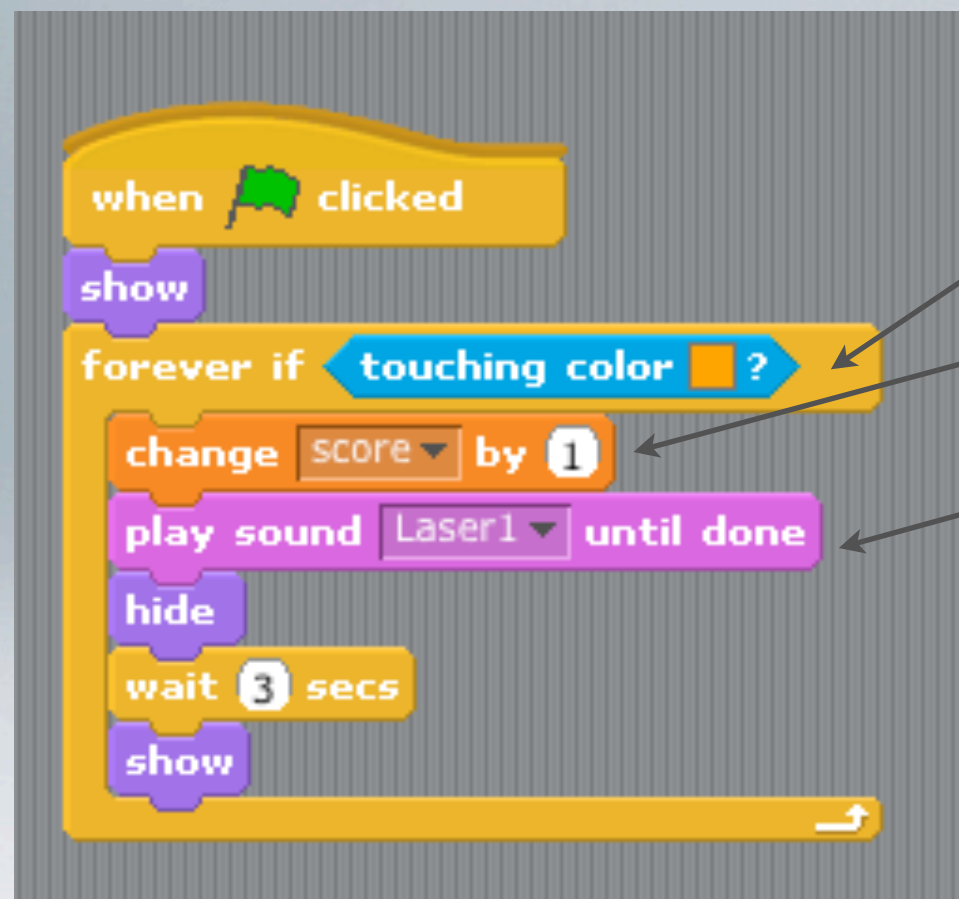 when clicked
show
forever if touching color ?
change score by 1
play sound Laser1 until done
hide
wait 3 secs
show